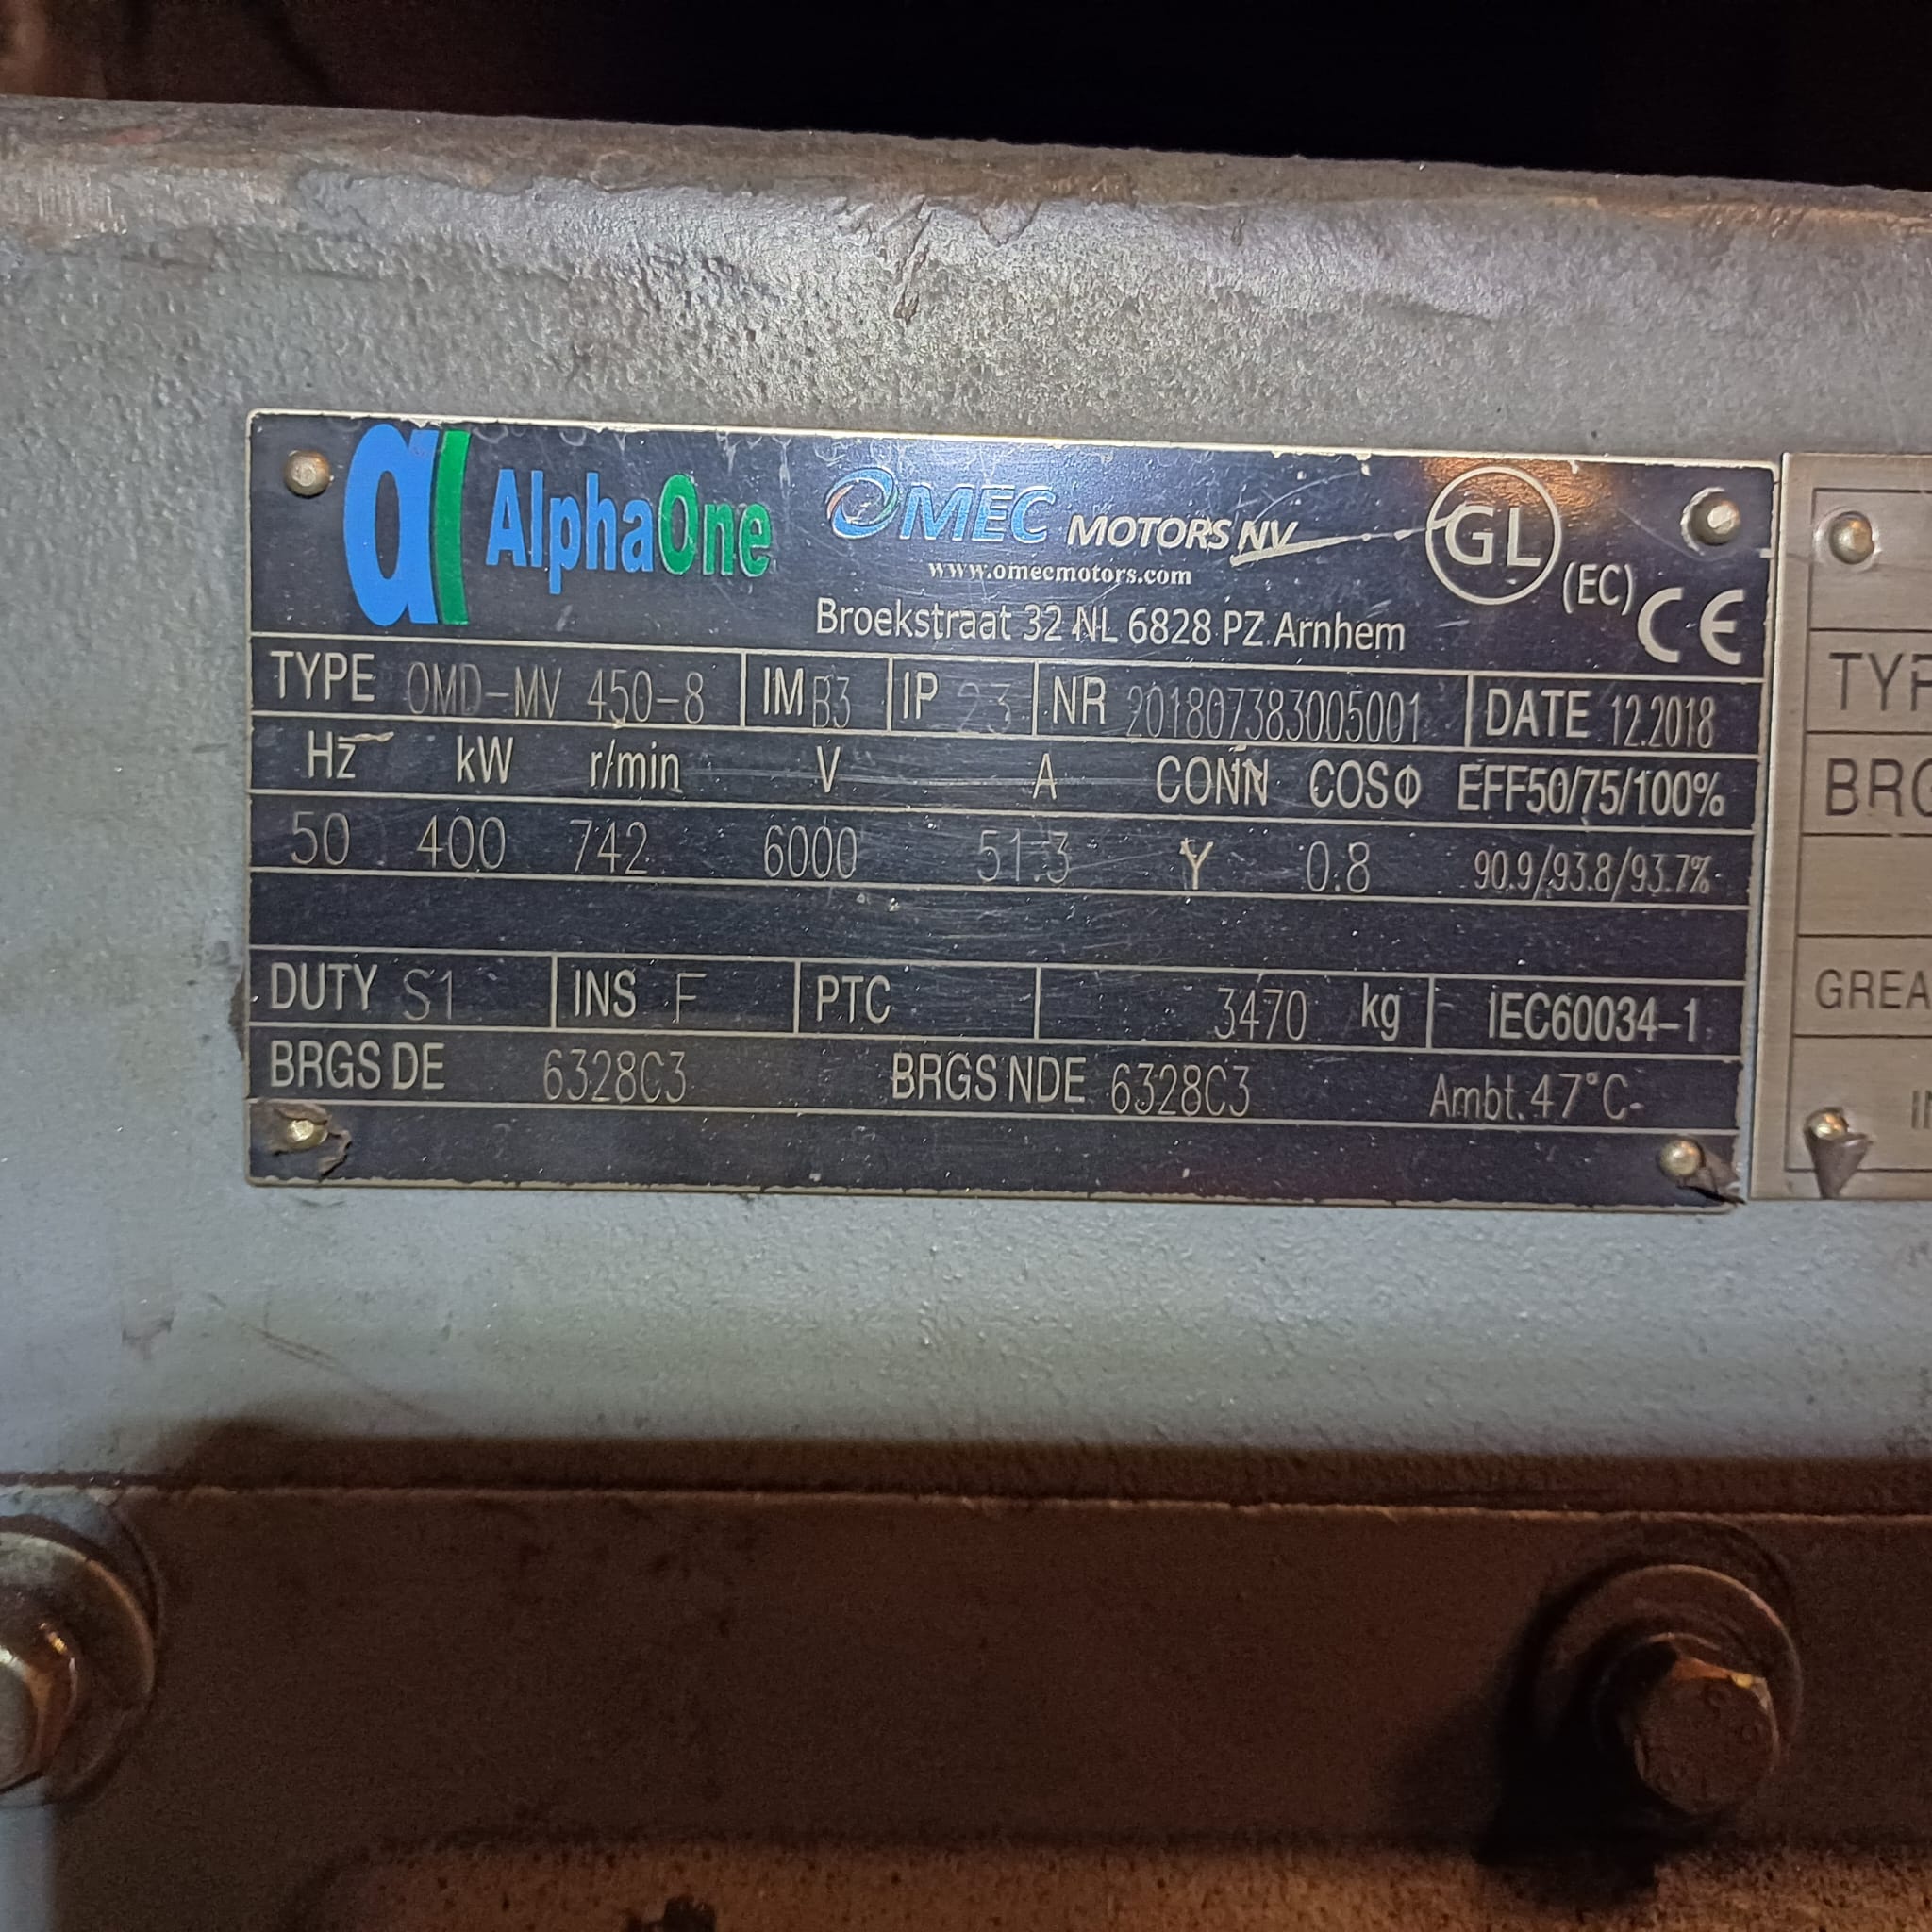 α1 AlphaOne OMEC MOTORS NV GL (EC) CE
www.omecmotors.com
Broekstraat 32 NL 6828 PZ Arnhem
TYPE OMD-MV 450-8 IM B3 IP 23 NR 201807383005001 DATE 12.2018
Hz kW r/min V A CONN COSΦ EFF50/75/100%
50 400 742 6000 51.3 Y 0.8 90.9/93.8/93.7%
DUTY S1 INS F PTC 3470 kg IEC60034-1
BRGS DE 6328C3 BRGS NDE 6328C3 Ambt. 47°C
TYP
BRG
GREA
IN